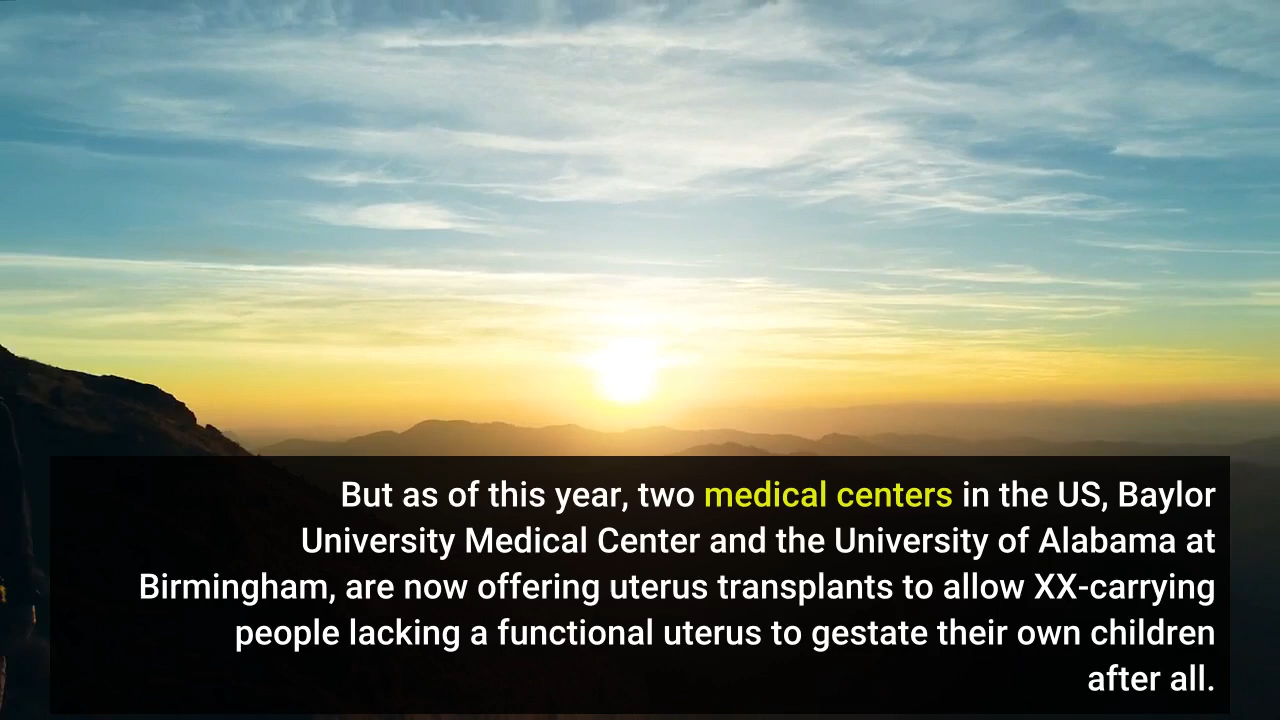 But as of this year, two medical centers in the US, Baylor
University Medical Center and the University of Alabama at
Birmingham, are now offering uterus transplants to allow XX-carrying
people lacking a functional uterus to gestate their own children
after all.